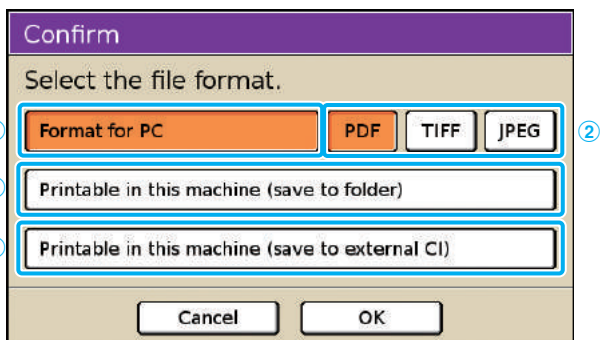 Confirm
Select the file format.
Format for PC PDF TIFF JPEG ②
Printable in this machine (save to folder)
Printable in this machine (save to external CI)
Cancel OK